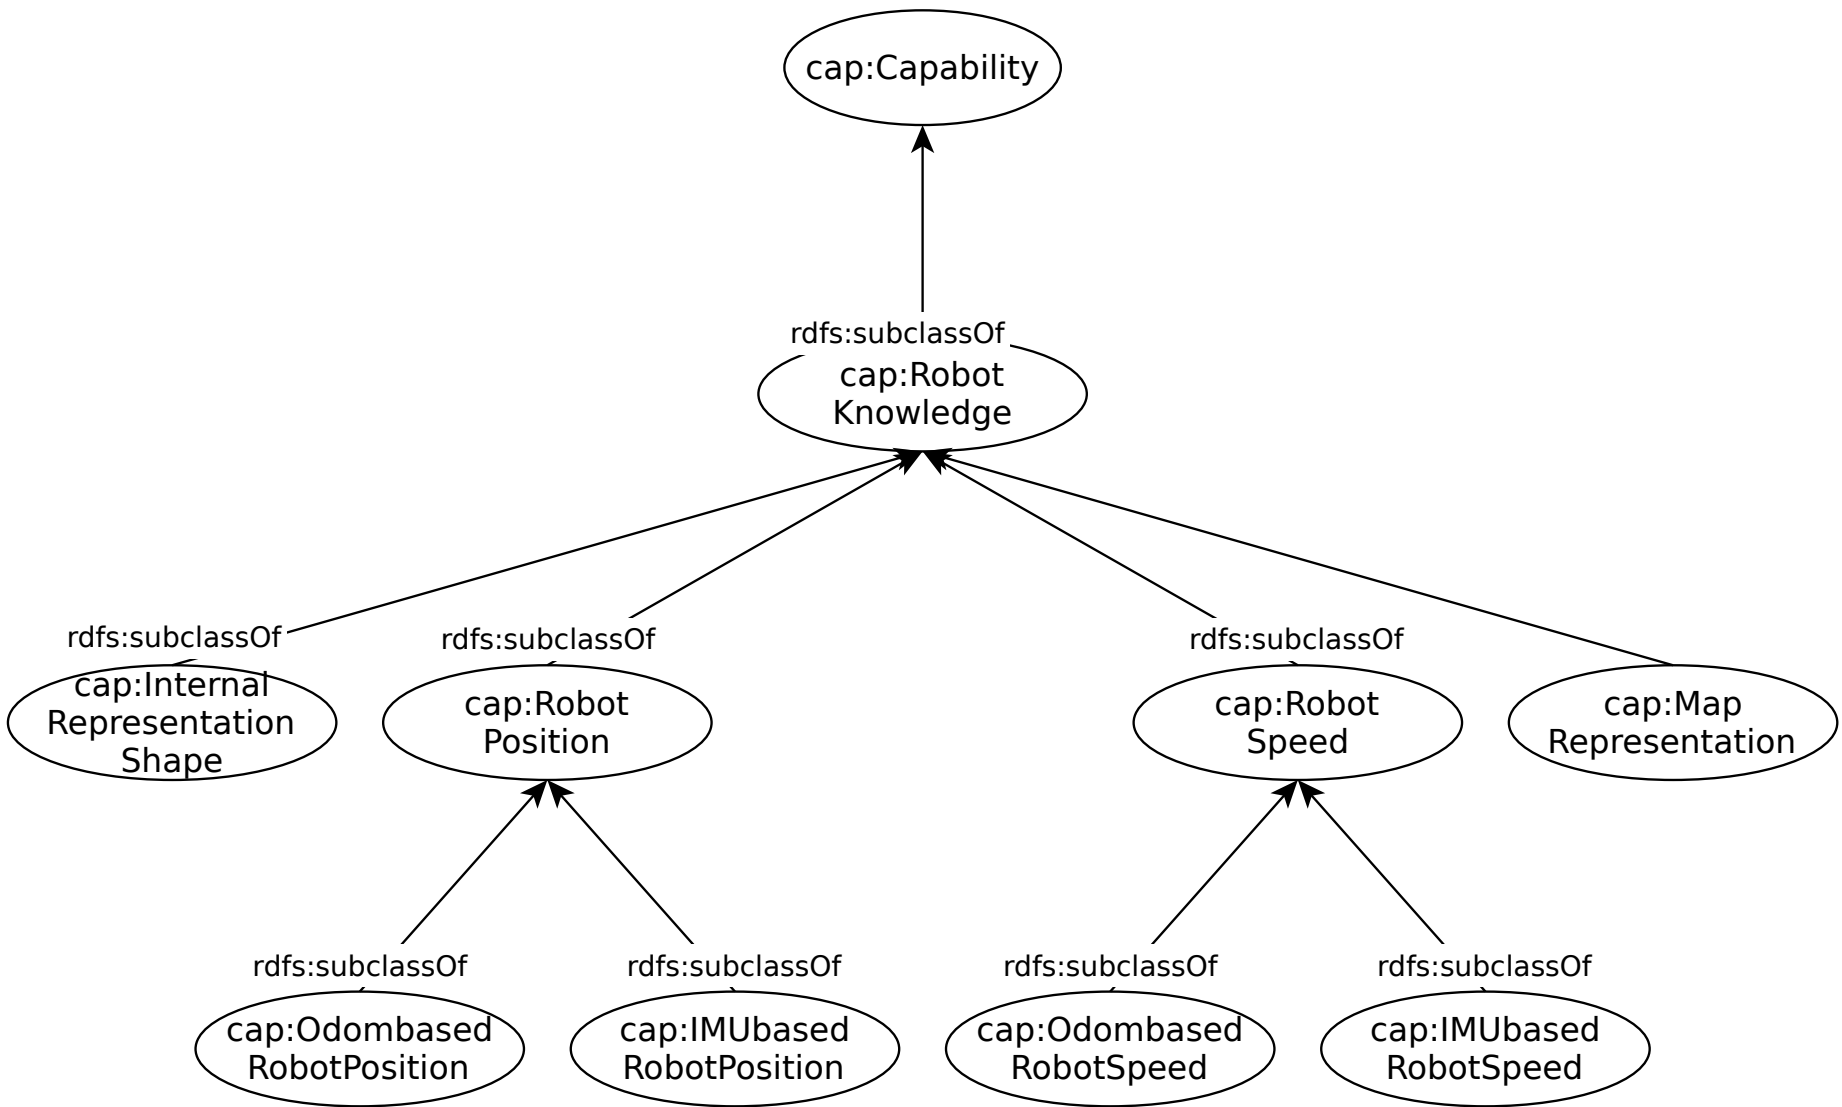 cap:Capability
rdfs:subclassOf
cap:Robot
Knowledge
rdfs:subclassOf
rdfs:subclassOf
rdfs:subclassOf
cap:Internal
Representation
Shape
cap:Robot
Position
cap:Robot
Speed
cap:Map
Representation
rdfs:subclassOf
rdfs:subclassOf
rdfs:subclassOf
rdfs:subclassOf
cap:Odombased
RobotPosition
cap:IMUbased
RobotPosition
cap:Odombased
RobotSpeed
cap:IMUbased
RobotSpeed